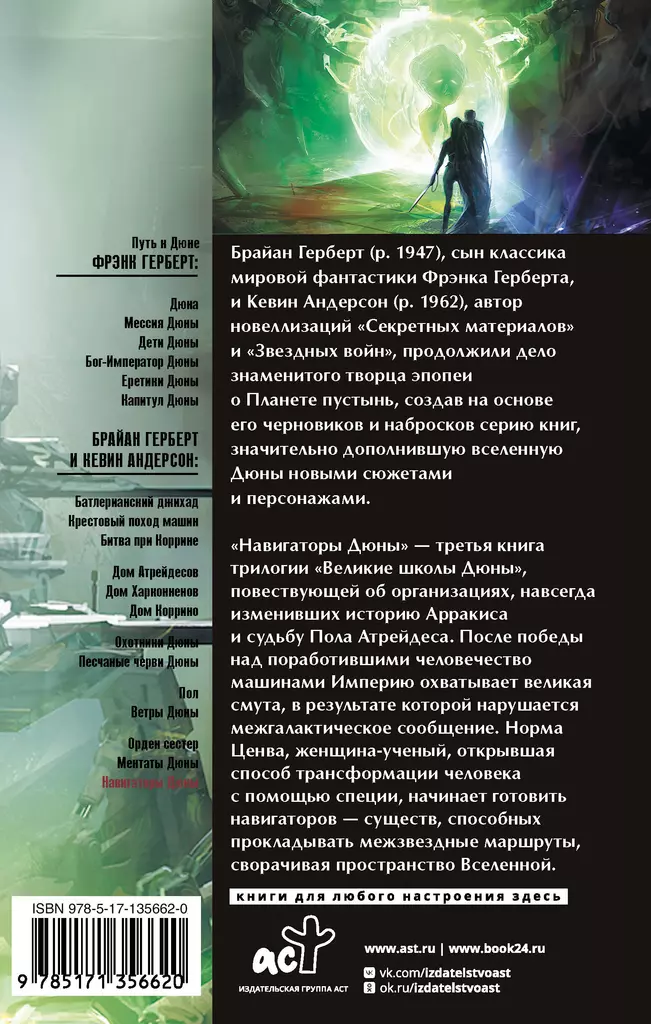 Путь к Дюне
ФРЭНК ГЕРБЕРТ:
Дюна
Мессия Дюны
Дети Дюны
Бог-Император Дюны
Еретики Дюны
Капитул Дюны
БРАЙАН ГЕРБЕРТ
И КЕВИН АНДЕРСОН:
Батлерианский джихад
Крестовый поход машин
Битва при Коррине
Дом Атрейдесов
Дом Харконненов
Дом Коррино
Охотники Дюны
Песчаные черви Дюны
Пол
Ветры Дюны
Орден сестер
Ментаты Дюны
Навигаторы Дюны
Брайан Герберт (р. 1947), сын классика
мировой фантастики Фрэнка Герберта,
и Кевин Андерсон (р. 1962), автор
новеллизаций «Секретных материалов»
и «Звездных войн», продолжили дело
знаменитого творца эпопеи
о Планете пустынь, создав на основе
его черновиков и набросков серию книг,
значительно дополнившую вселенную
Дюны новыми сюжетами
и персонажами.
«Навигаторы Дюны» — третья книга
трилогии «Великие школы Дюны»,
повествующей об организациях, навсегда
изменивших историю Арракиса
и судьбу Пола Атрейдеса. После победы
над поработившими человечество
машинами Империю охватывает великая
смута, в результате которой нарушается
межгалактическое сообщение. Норма
Ценва, женщина-ученый, открывшая
способ трансформации человека
с помощью специи, начинает готовить
навигаторов — существ, способных
прокладывать межзвездные маршруты,
сворачивая пространство Вселенной.
книги для любого настроения здесь
ISBN 978-5-17-135662-0
9 785171 356620
аст
ИЗДАТЕЛЬСКАЯ ГРУППА АСТ
www.ast.ru | www.book24.ru
vk.com/izdatelstvoast
ok.ru/izdatelstvoast